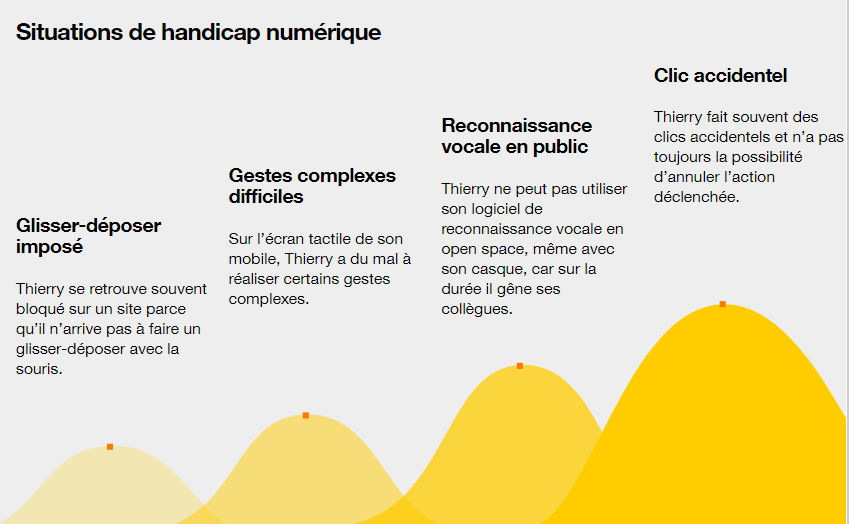 Situations de handicap numérique
Glisser-déposer
imposé
Thierry se retrouve souvent
bloqué sur un site parce
qu’il n’arrive pas à faire un
glisser-déposer avec la
souris.
Gestes complexes
difficiles
Sur l’écran tactile de son
mobile, Thierry a du mal à
réaliser certains gestes
complexes.
Reconnaissance
vocale en public
Thierry ne peut pas utiliser
son logiciel de
reconnaissance vocale en
open space, même avec
son casque, car sur la
durée il gêne ses
collègues.
Clic accidentel
Thierry fait souvent des
clics accidentels et n’a pas
toujours la possibilité
d’annuler l’action
déclenchée.